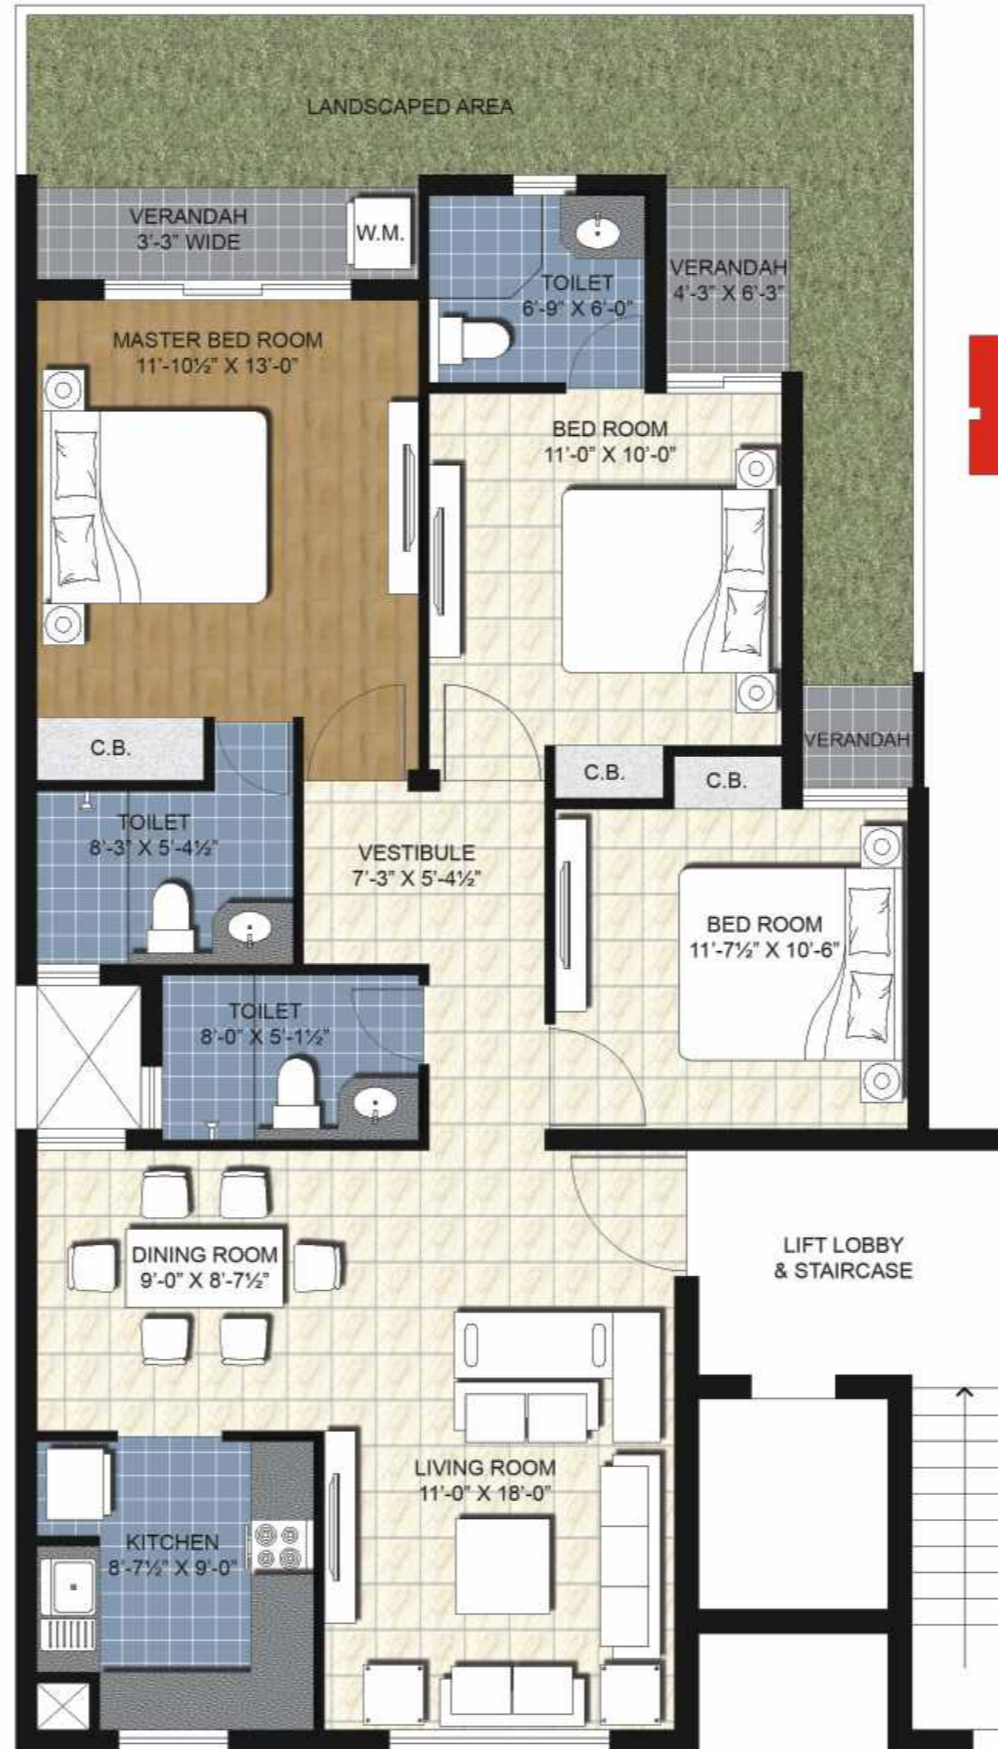 LANDSCAPED AREA
VERANDAH
3'-3" WIDE
W.M.
TOILET
6'-9" X 6'-0"
VERANDAH
4'-3" X 6'-3"
MASTER BED ROOM
11'-10½" X 13'-0"
BED ROOM
11'-0" X 10'-0"
C.B.
C.B.
C.B.
VERANDAH
TOILET
8'-3" X 5'-4½"
VESTIBULE
7'-3" X 5'-4½"
BED ROOM
11'-7½" X 10'-6"
TOILET
8'-0" X 5'-1½"
DINING ROOM
9'-0" X 8'-7½"
LIFT LOBBY
& STAIRCASE
LIVING ROOM
11'-0" X 18'-0"
KITCHEN
8'-7½" X 9'-0"